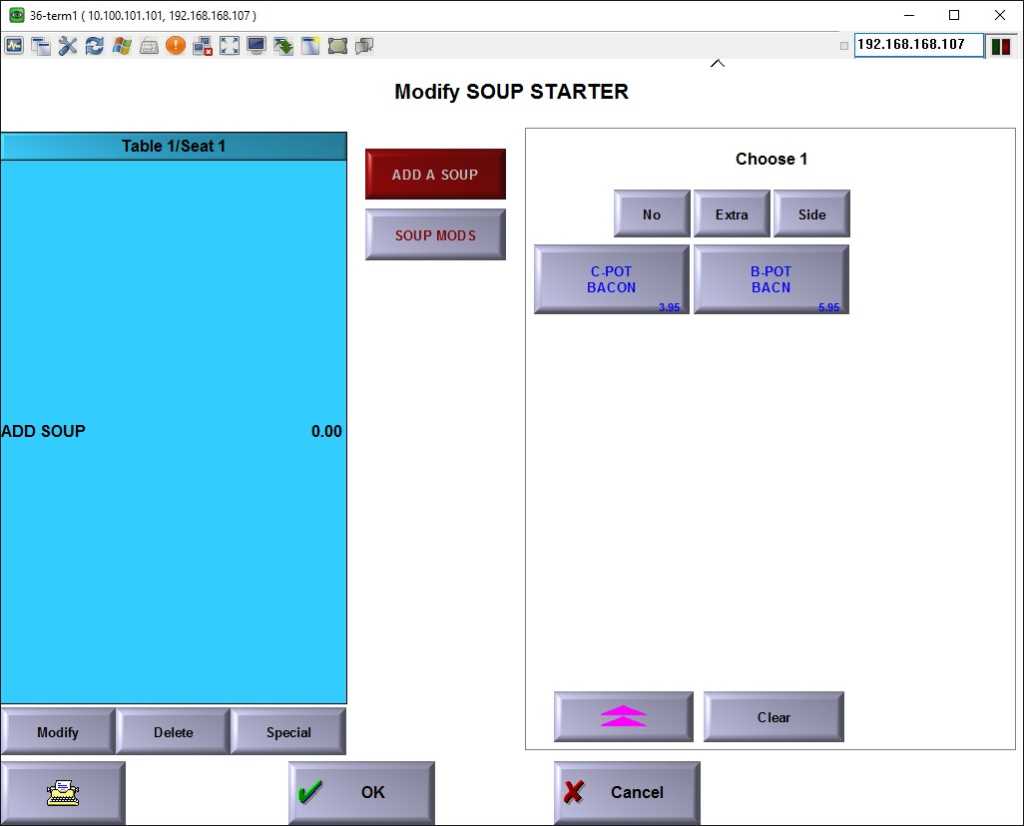 36-term1 ( 10.100.101.101, 192.168.168.107 )
192.168.168.107
Modify SOUP STARTER
Table 1/Seat 1
ADD A SOUP
SOUP MODS
Choose 1
No
Extra
Side
C-POT
BACON
3.95
B-POT
BACN
5.95
ADD SOUP 0.00
Clear
Modify
Delete
Special
OK
Cancel